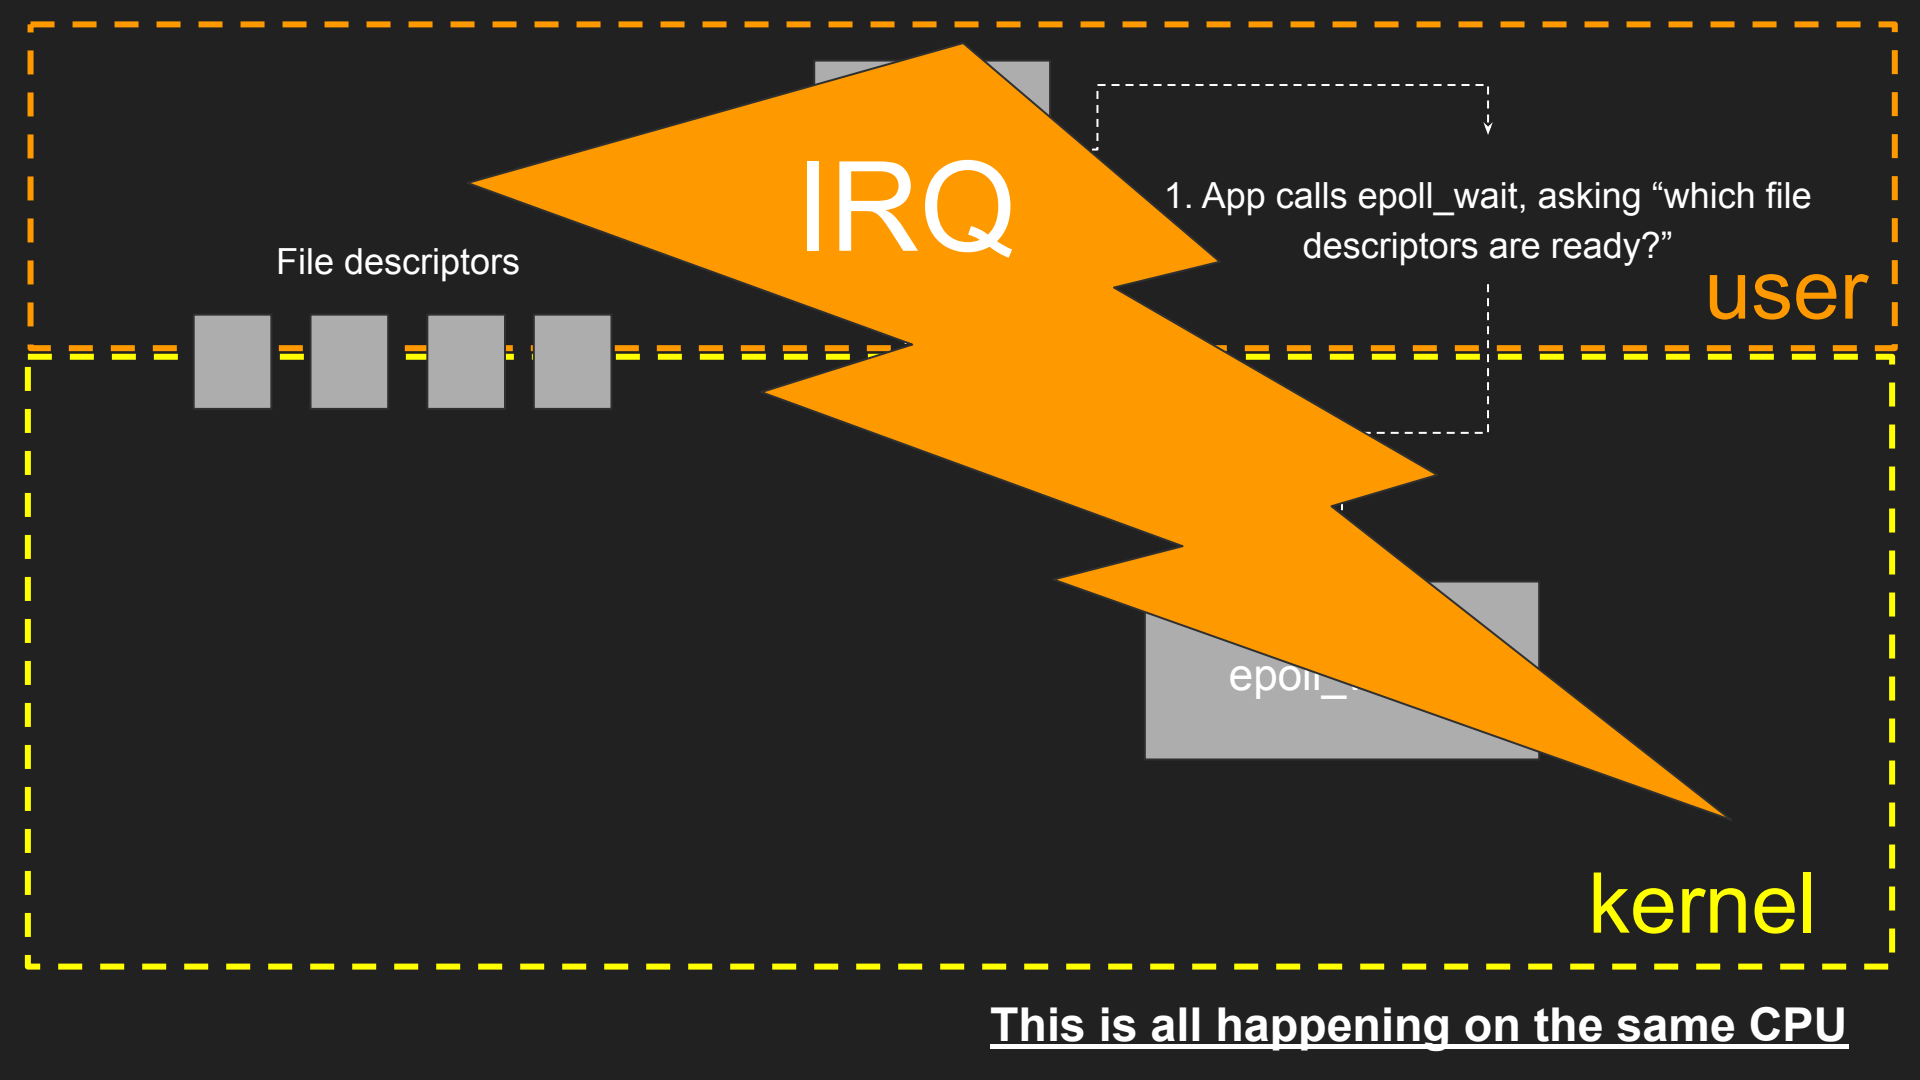 IRQ
1. App calls epoll_wait, asking “which file
descriptors are ready?”
File descriptors
user
epoll_
kernel
This is all happening on the same CPU